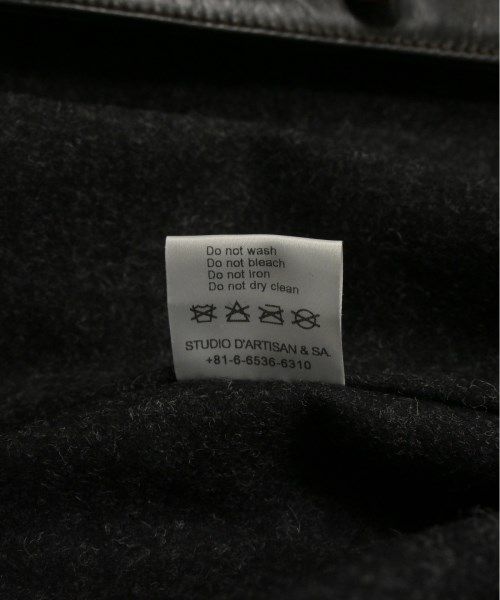 Do not wash
Do not bleach
Do not iron
Do not dry clean
STUDIO D'ARTISAN & SA.
+81-6-6536-6310